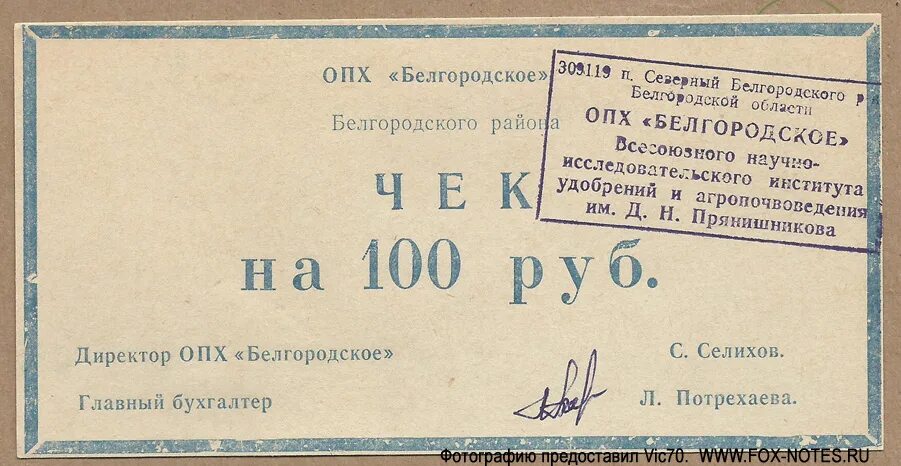 ОПХ «Белгородское»
Белгородского района
ЧЕК
на 100 руб.
309119 п. Северный Белгородского р-
Белгородской области
ОПХ «БЕЛГОРОДСКОЕ»
Всесоюзного научно-
исследовательского института
удобрений и агропочвоведения
им. Д. Н. Прянишникова
Директор ОПХ «Белгородское» С. Селихов.
Главный бухгалтер Л. Потрехаева.
Фотографию предоставил Vic70. WWW.FOX-NOTES.RU